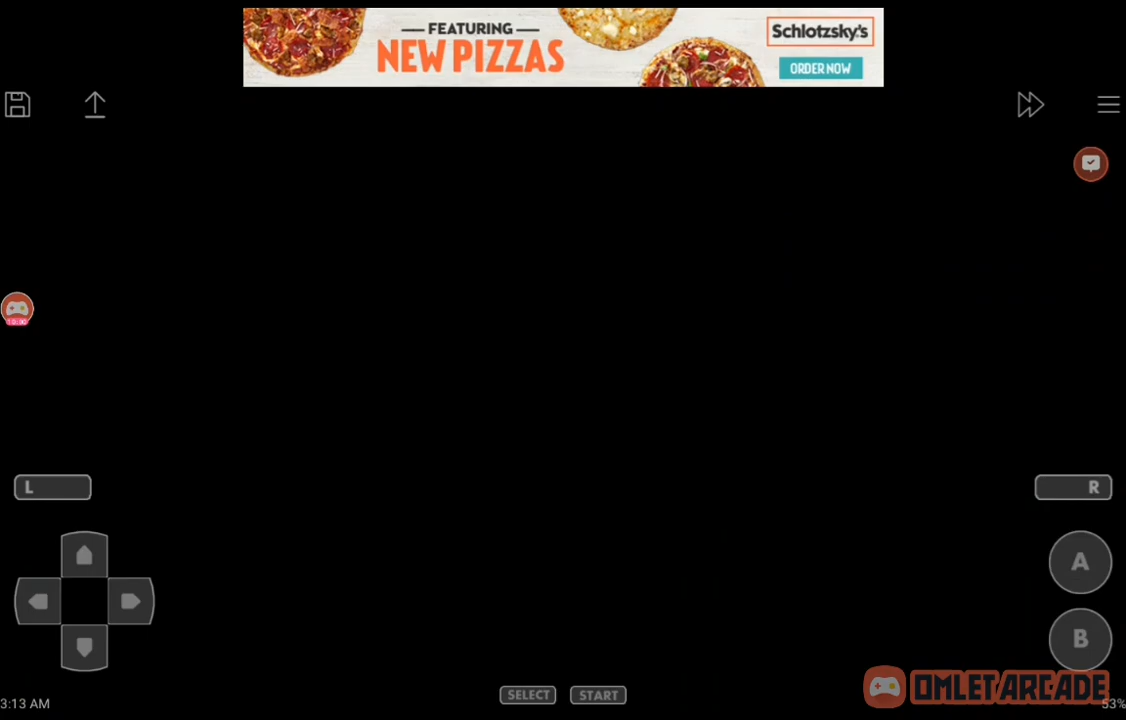 FEATURING
NEW PIZZAS
Schlotzsky's
ORDER NOW
L
R
A
B
SELECT
START
3:13 AM
OMLET ARCADE
53%